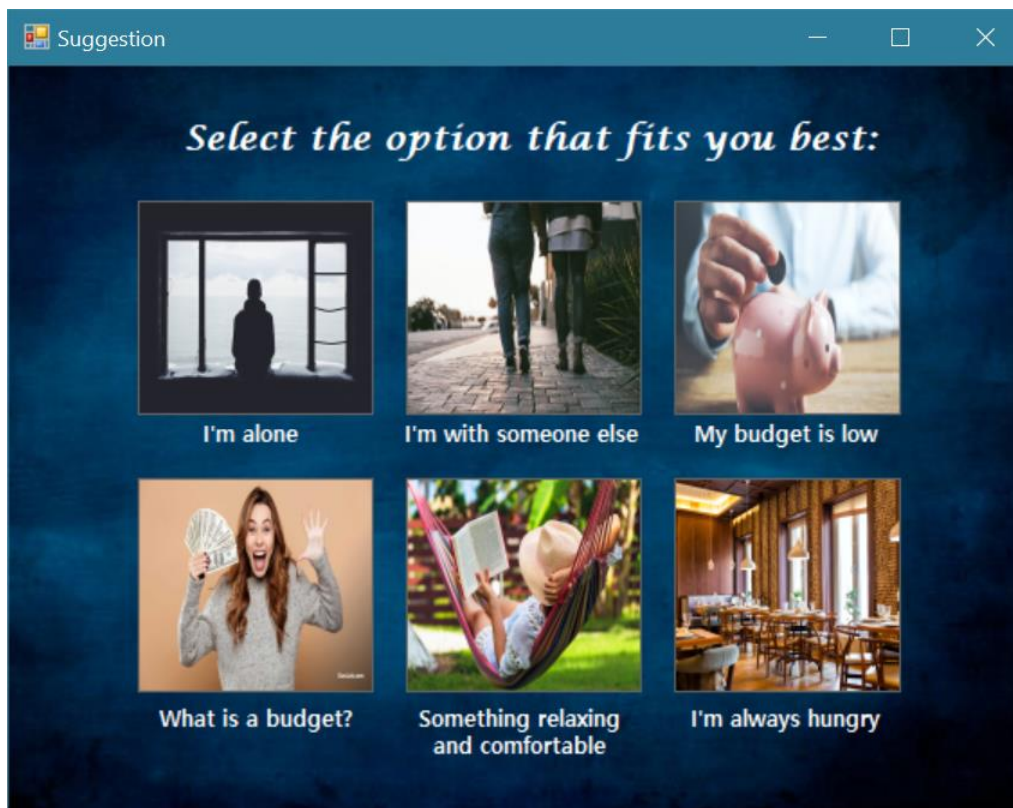 Suggestion
Select the option that fits you best:
I'm alone
I'm with someone else
My budget is low
What is a budget?
Something relaxing
and comfortable
I'm always hungry